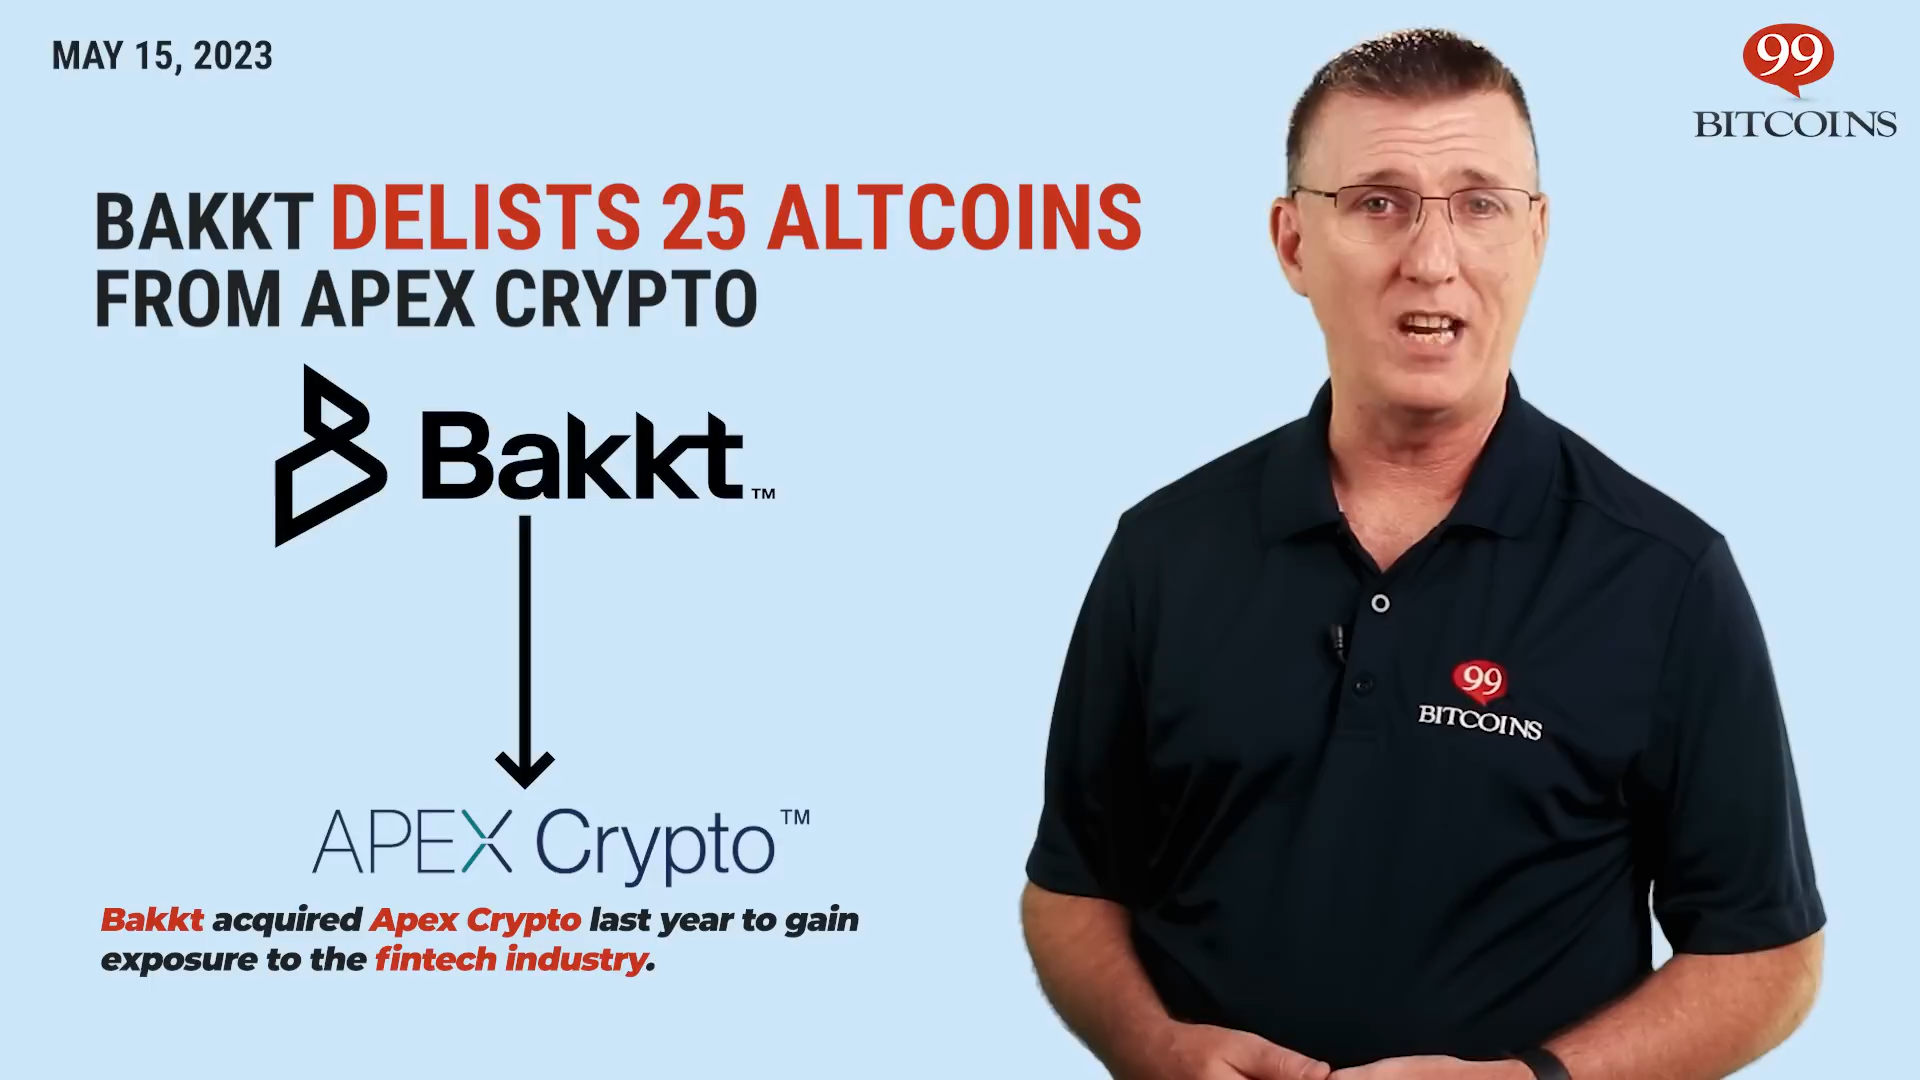 MAY 15, 2023
99
BITCOINS
BAKKT DELISTS 25 ALTCOINS
FROM APEX CRYPTO
Bakkt™
99
BITCOINS
APEX Crypto™
Bakkt acquired Apex Crypto last year to gain
exposure to the fintech industry.